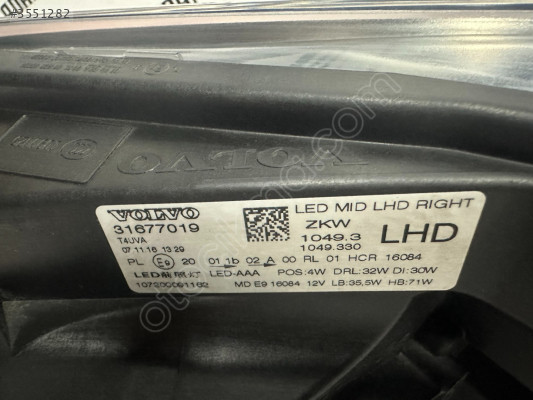 #3551282
VOLVO
VOLVO
31677019
T4UVA
07.11.16 13:29
LED MID LHD RIGHT
ZKW
1049.3
1049.330
LHD
PL E9 20 01 1b 02 A 00 RL 01 HCR 16084
LED-AAA POS:4W DRL:32W DI:30W
MD E9 16084 12V LB:35,5W HB:71W